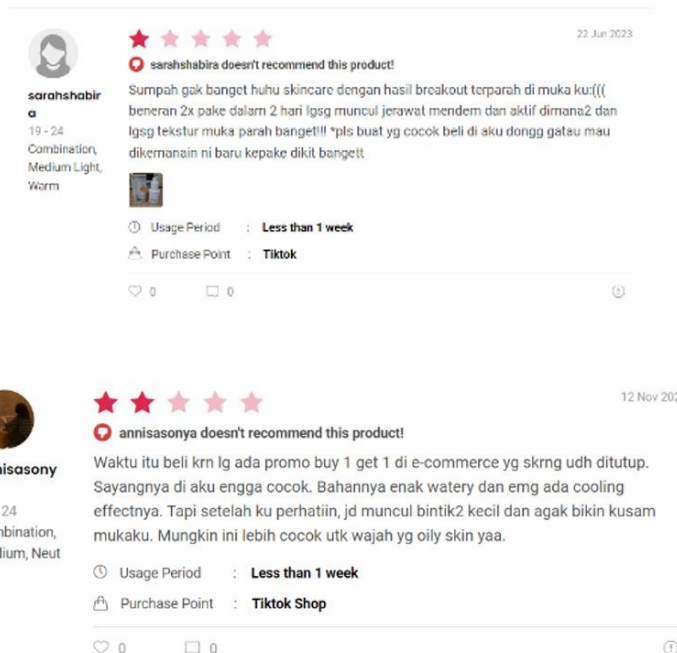 22 Jun 2023
sarahshabira doesn't recommend this product!
sarahshabir
a
19 - 24
Combination,
Medium Light,
Warm
Sumpah gak banget huhu skincare dengan hasil breakout terparah di muka ku:(((
beneran 2x pake dalam 2 hari lgsg muncul jerawat mendem dan aktif dimana2 dan
lgsg tekstur muka parah banget!!! *pls buat yg cocok beli di aku dongg gatau mau
dikemanain ni baru kepake dikit bangett
Usage Period : Less than 1 week
Purchase Point : Tiktok
0 0
12 Nov 202
annisasonya doesn't recommend this product!
nisasony
24
nbination,
lium, Neut
Waktu itu beli krn lg ada promo buy 1 get 1 di e-commerce yg skrng udh ditutup.
Sayangnya di aku engga cocok. Bahannya enak watery dan emg ada cooling
effectnya. Tapi setelah ku perhatiin, jd muncul bintik2 kecil dan agak bikin kusam
mukaku. Mungkin ini lebih cocok utk wajah yg oily skin yaa.
Usage Period : Less than 1 week
Purchase Point : Tiktok Shop
0 0